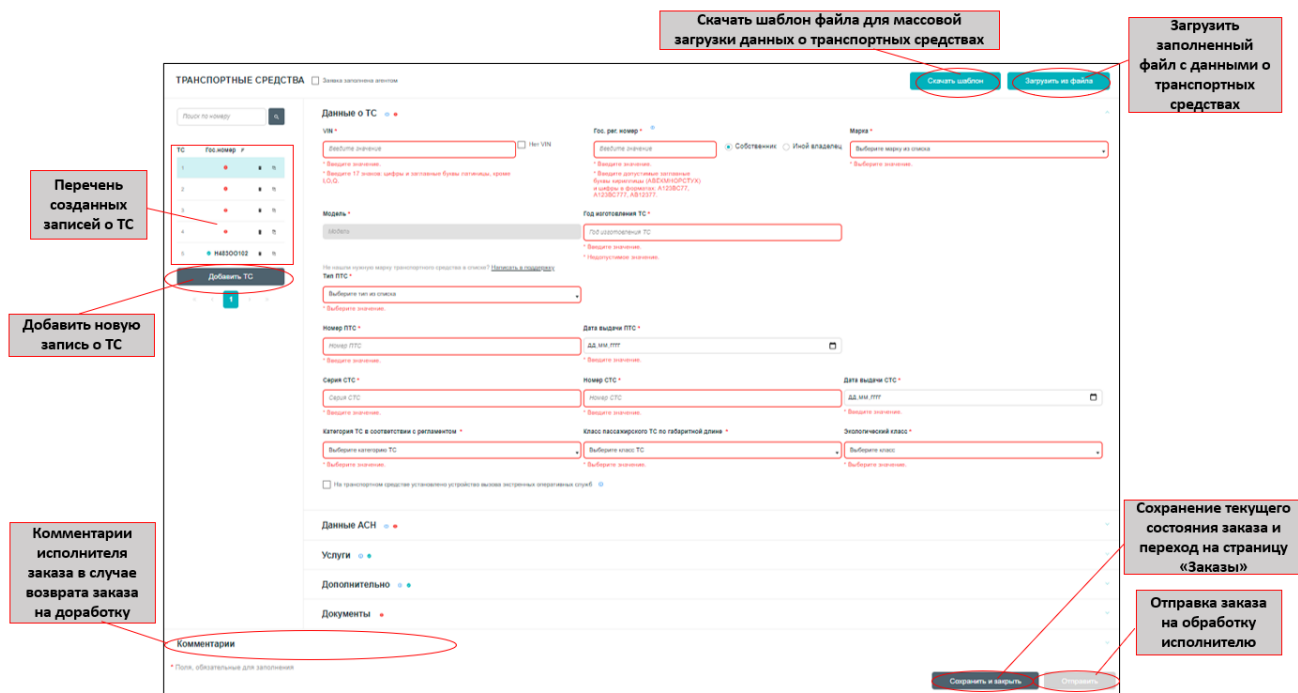 Скачать шаблон файла для массовой
загрузки данных о транспортных средствах
Загрузить
заполненный
файл с данными о
транспортных
средствах
ТРАНСПОРТНЫЕ СРЕДСТВА
Заявка заполнена агентом
Скачать шаблон
Загрузить из файла
Поиск по номеру
ТС Гос.номер
1
2
3
4
5 Н483ОО102
Добавить ТС
1
Перечень
созданных
записей о ТС
Добавить новую
запись о ТС
Данные о ТС
VIN *
Введите значение
Нет VIN
* Введите значение.
* Введите 17 знаков: цифры и заглавные буквы латиницы, кроме
I,O,Q.
Гос. рег. номер *
Введите значение
Собственник
Иной владелец
* Введите значение.
* Введите допустимые заглавные
буквы кириллицы (АВЕКМНОРСТУХ)
и цифры в форматах: А123ВС77,
А123ВС777, АВ12377.
Марка *
Выберите марку из списка
* Выберите значение.
Модель *
Модель
Год изготовления ТС *
Год изготовления ТС
* Введите значение.
* Недопустимое значение.
Не нашли нужную марку транспортного средства в списке? Написать в поддержку
Тип ПТС *
Выберите тип из списка
* Выберите значение.
Номер ПТС *
Номер ПТС
* Введите значение.
Дата выдачи ПТС *
дд.мм.гггг
* Введите значение.
Серия СТС *
Серия СТС
* Введите значение.
Номер СТС *
Номер СТС
* Введите значение.
Дата выдачи СТС *
дд.мм.гггг
* Введите значение.
Категория ТС в соответствии с регламентом *
Выберите категорию ТС
* Выберите значение.
Класс пассажирского ТС по габаритной длине *
Выберите класс ТС
* Выберите значение.
Экологический класс *
Выберите класс
* Выберите значение.
На транспортном средстве установлено устройство вызова экстренных оперативных служб
Данные АСН
Услуги
Дополнительно
Документы
Комментарии
* Поля, обязательные для заполнения
Сохранить и закрыть
Отправить
Комментарии
исполнителя
заказа в случае
возврата заказа
на доработку
Сохранение текущего
состояния заказа и
переход на страницу
«Заказы»
Отправка заказа
на обработку
исполнителю